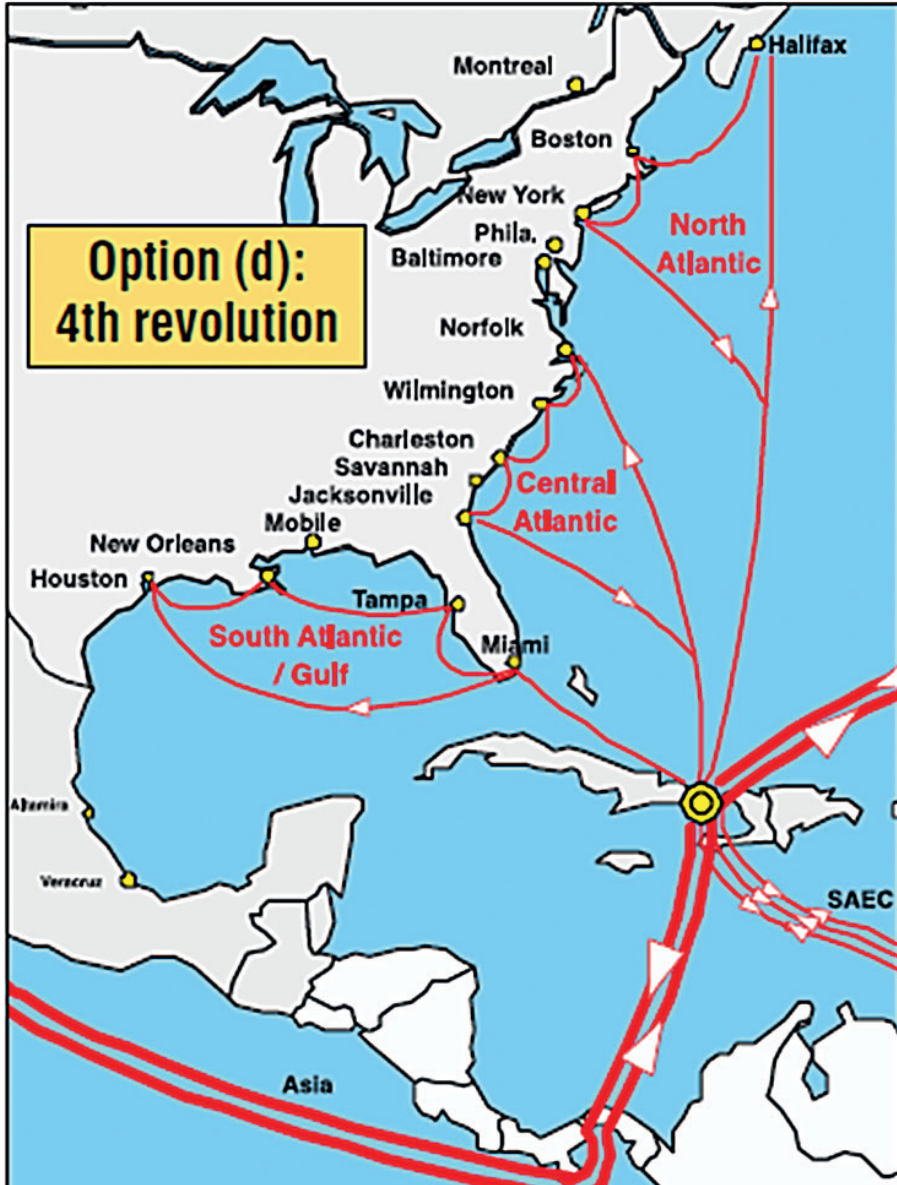 Halifax
Montreal
Boston
New York
Phila.
Baltimore
North
Atlantic
Option (d):
4th revolution
Norfolk
Wilmington
Charleston
Savannah
Jacksonville
Central
Atlantic
Mobile
New Orleans
Houston
Tampa
South Atlantic
/ Gulf
Miami
Altamira
Veracruz
SAEC
Asia